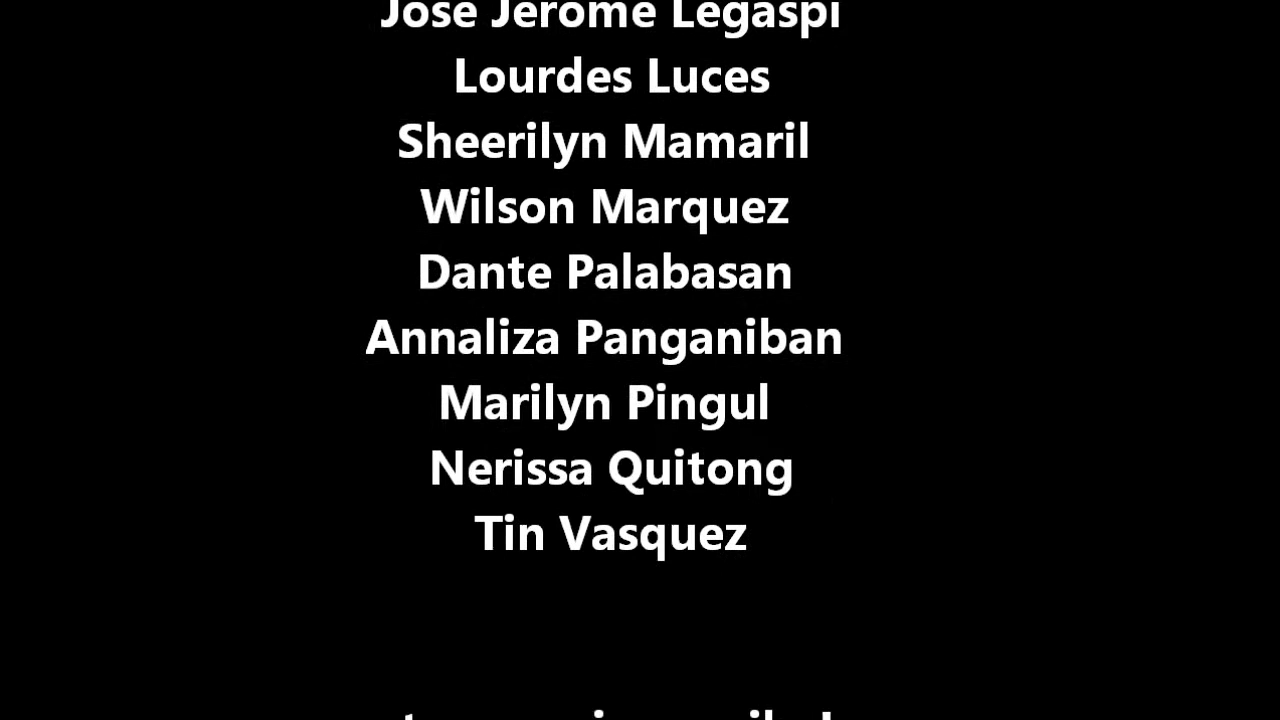 Jose Jerome Legaspi
Lourdes Luces
Sheerilyn Mamaril
Wilson Marquez
Dante Palabasan
Annaliza Panganiban
Marilyn Pingul
Nerissa Quitong
Tin Vasquez